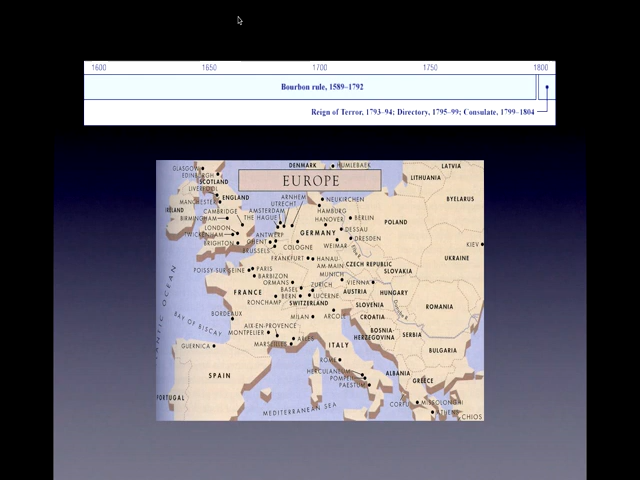 1600 1650 1700 1750 1800
Bourbon rule, 1589–1792
Reign of Terror, 1793–94; Directory, 1795–99; Consulate, 1799–1804
GLASGOW
DENMARK
HUMLEBAEK
LATVIA
EDINBURGH
SCOTLAND
LITHUANIA
EUROPE
LIVERPOOL
ENGLAND
ARNHEM
NEUKIRCHEN
BYELARUS
MANCHESTER
UTRECHT
IRELAND
CAMBRIDGE
AMSTERDAM
HAMBURG
BIRMINGHAM
THE HAGUE
HANOVER
BERLIN
POLAND
LONDON
ANTWERP
GERMANY
DESSAU
TWICKENHAM
DRESDEN
BRIGHTON
GHENT
COLOGNE
WEIMAR
KIEV
BRUSSELS
FRANKFURT
HANAU
UKRAINE
AM MAIN
CZECH REPUBLIC
POISSY-SUR-SEINE
PARIS
SLOVAKIA
BARBIZON
MUNICH
ORMANS
ZURICH
VIENNA
FRANCE
BASEL
AUSTRIA
HUNGARY
RONCHAMP
BERN
LUCERNE
SWITZERLAND
SLOVENIA
ROMANIA
BORDEAUX
MILAN
ARCOLE
CROATIA
Danube R.
ATLANTIC OCEAN
BAY OF BISCAY
AIX-EN-PROVENCE
BOSNIA-
HERZEGOVINA
SERBIA
MONTPELIER
ARLES
GUERNICA
MARSEILLES
ITALY
BULGARIA
ROME
SPAIN
HERCULANEUM
ALBANIA
POMPEII
GREECE
PAESTUM
PORTUGAL
CORFU
MISSOLONGHI
MEDITERRANEAN SEA
ATHENS
CHIOS